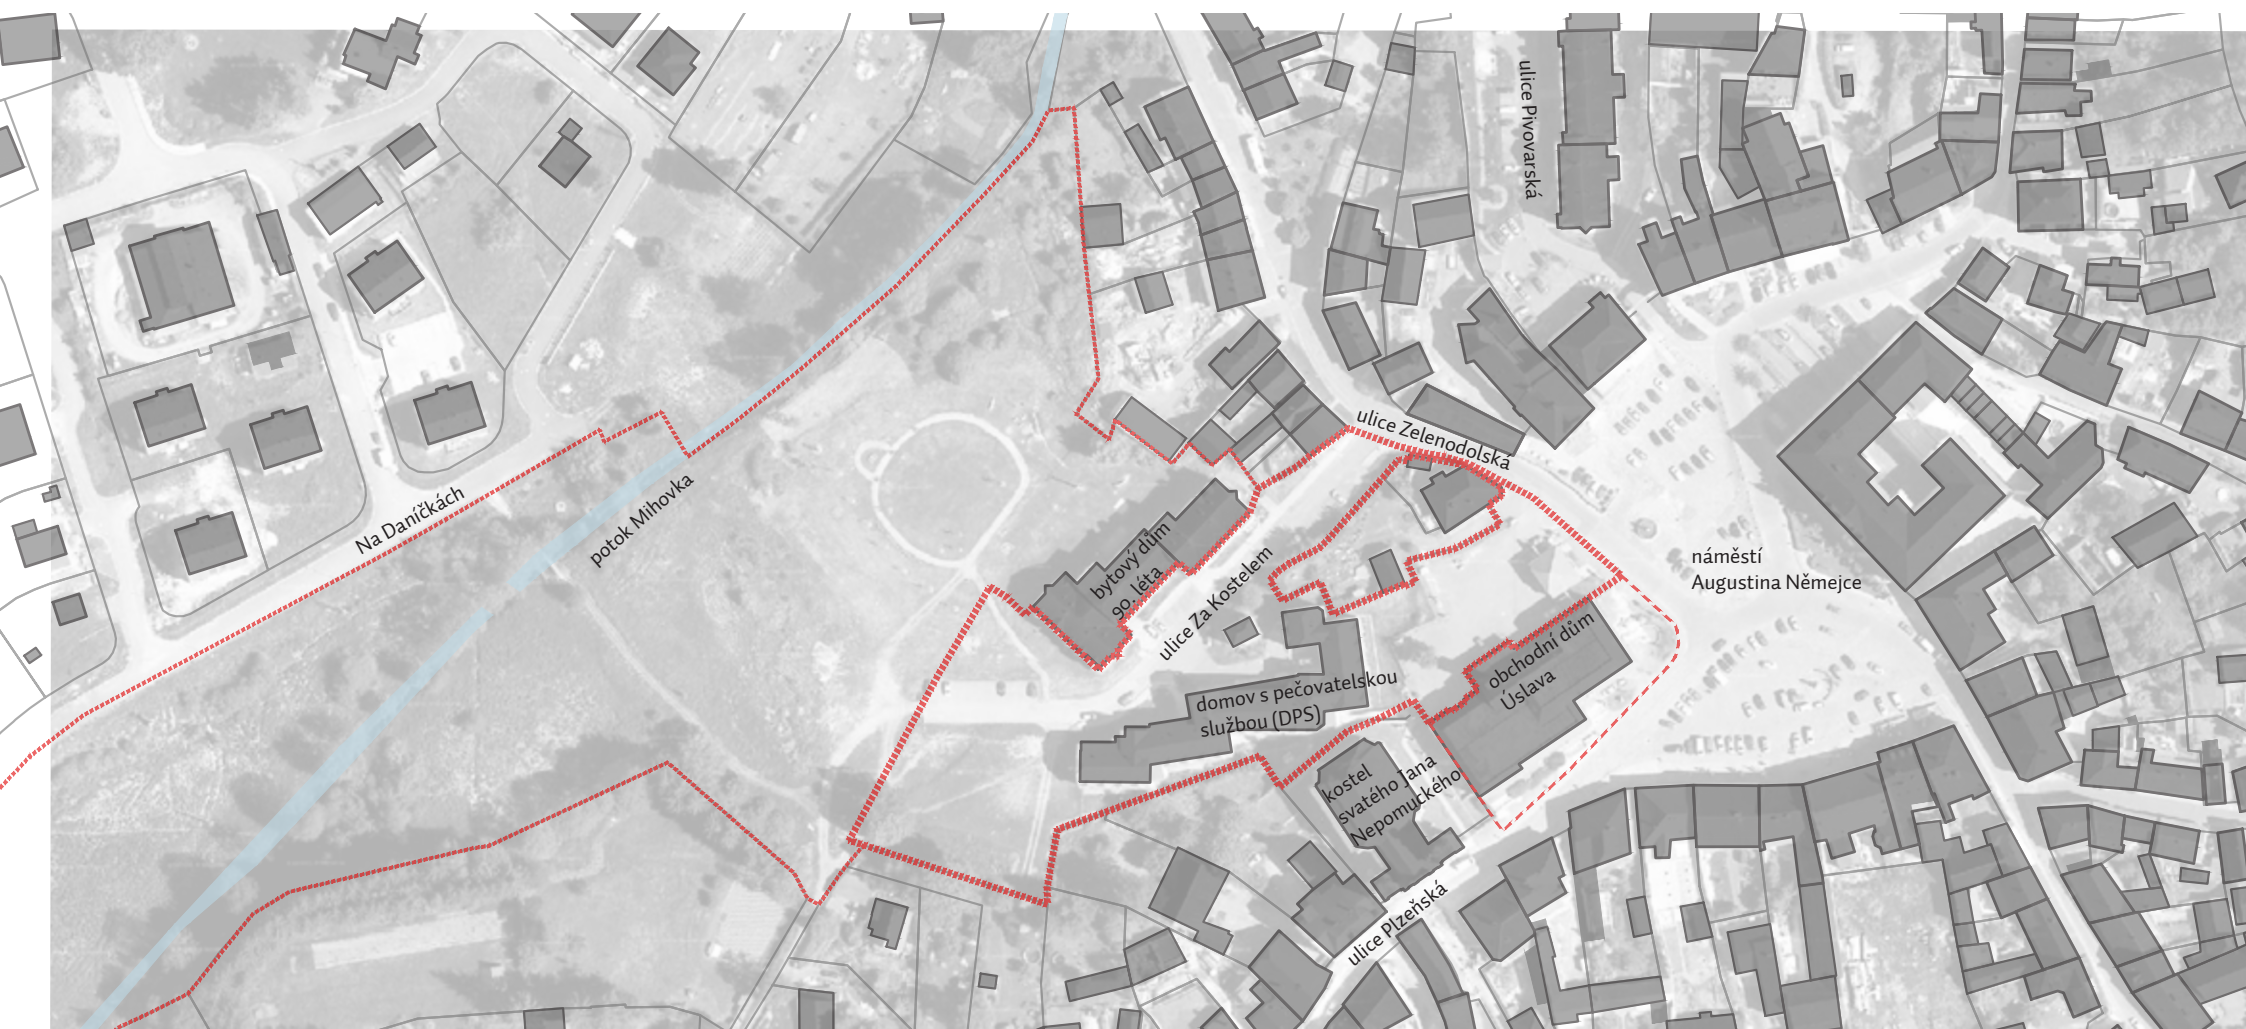 ulice Pivovarská
ulice Zelenodolská
Na Daníčkách
potok Mihovka
bytový dům
90. léta
ulice Za Kostelem
náměstí
Augustina Němejce
obchodní dům
Úslava
domov s pečovatelskou
službou (DPS)
kostel
svatého Jana
Nepomuckého
ulice Plzeňská